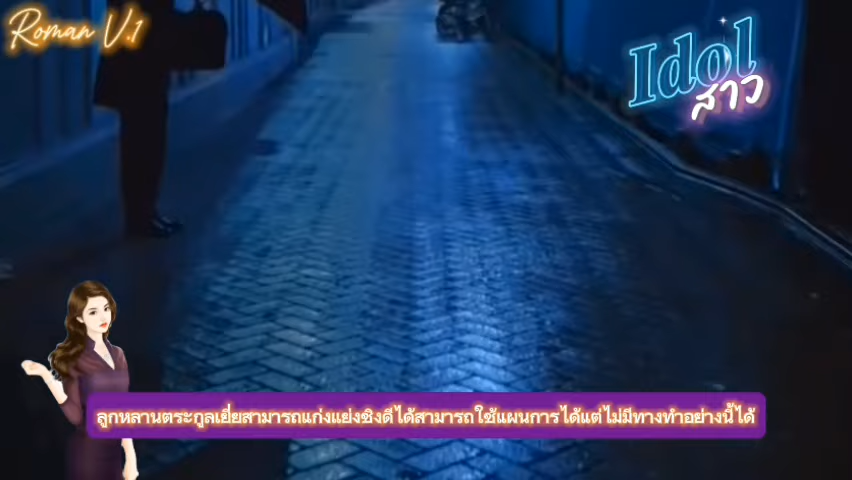 Roman V.1
Idol
สาว
ลูกหลานตระกูลเยี่ยสามารถแก่งแย่งชิงดีได้สามารถใช้แผนการได้แต่ไม่มีทางทำอย่างนี้ได้